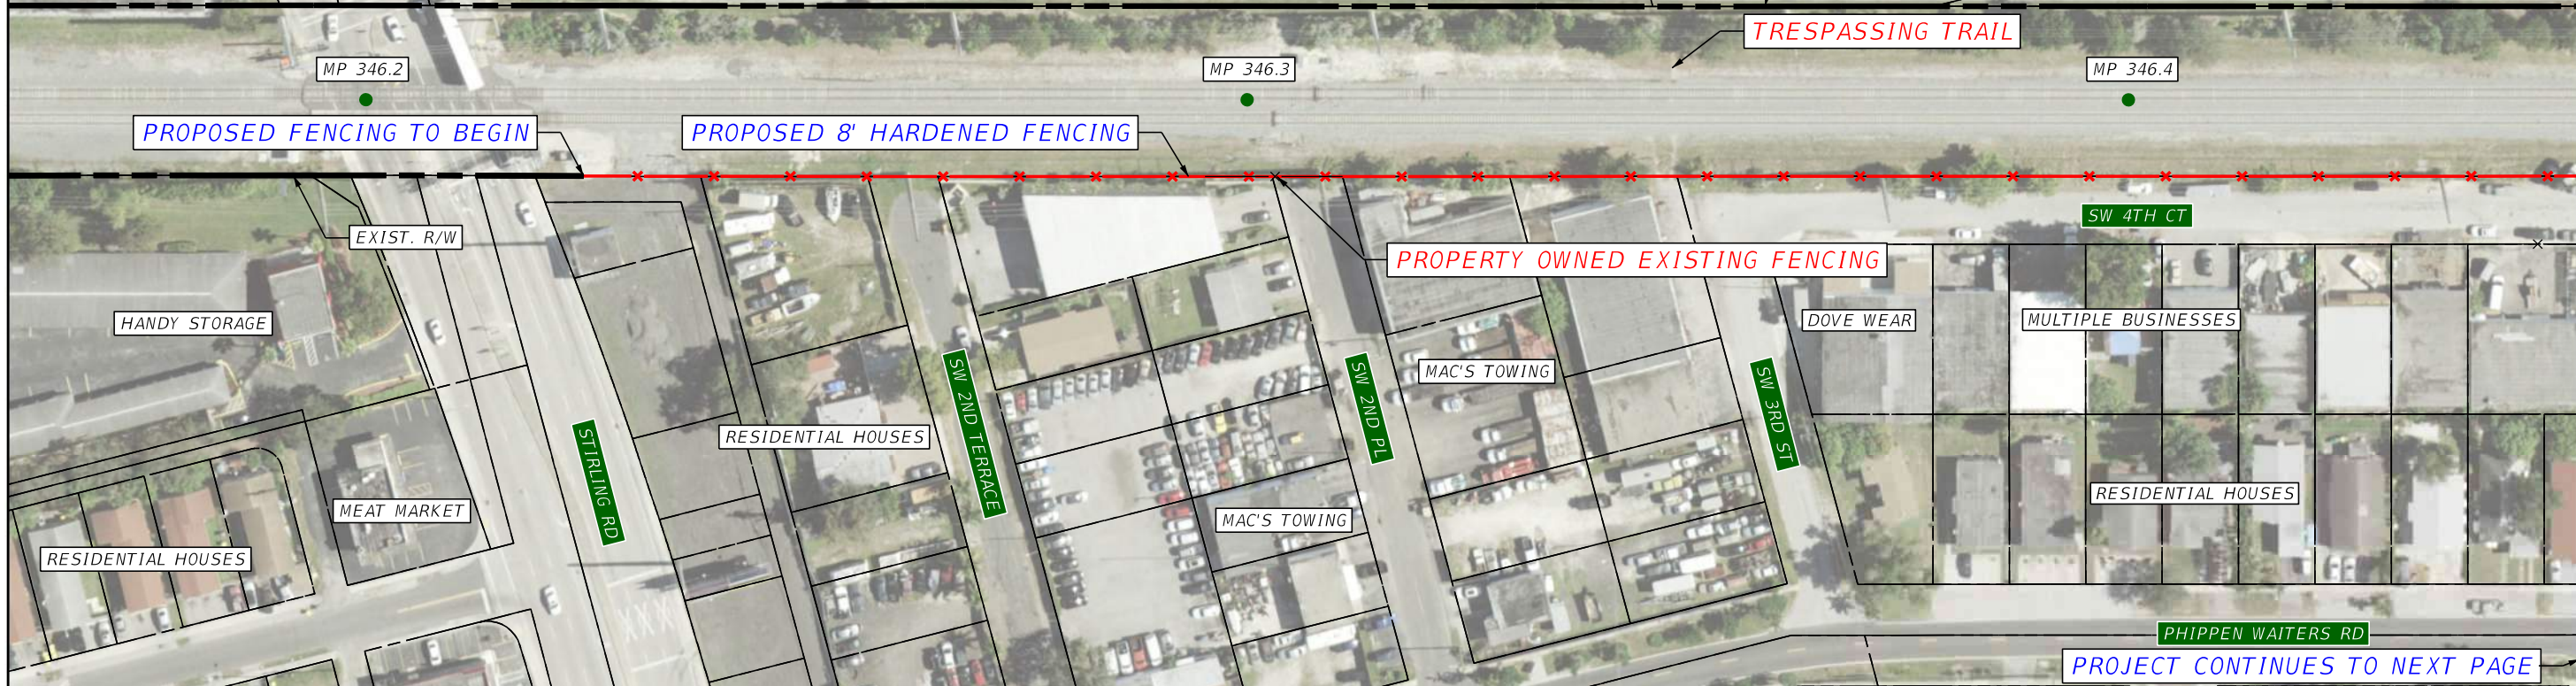 TRESPASSING TRAIL
MP 346.2
MP 346.3
MP 346.4
PROPOSED FENCING TO BEGIN
PROPOSED 8' HARDENED FENCING
SW 4TH CT
EXIST. R/W
PROPERTY OWNED EXISTING FENCING
HANDY STORAGE
DOVE WEAR
MULTIPLE BUSINESSES
MAC'S TOWING
SW 2ND TERRACE
SW 2ND PL
SW 3RD ST
STIRLING RD
RESIDENTIAL HOUSES
RESIDENTIAL HOUSES
MEAT MARKET
MAC'S TOWING
RESIDENTIAL HOUSES
PHIPPEN WAITERS RD
PROJECT CONTINUES TO NEXT PAGE